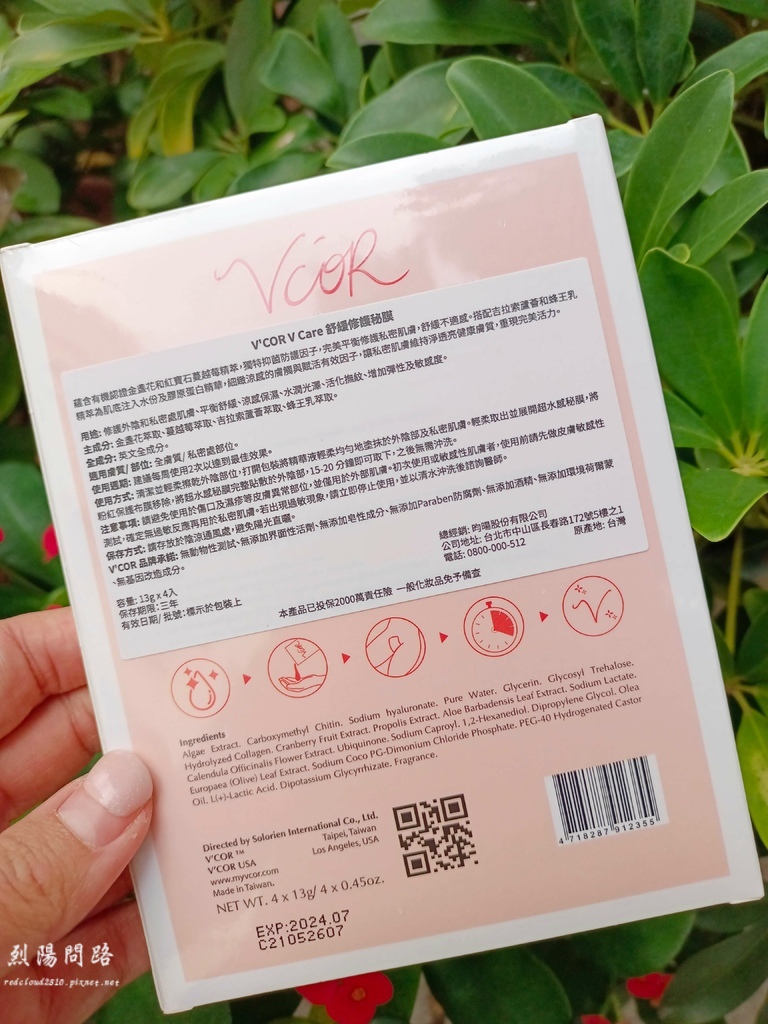 V'COR
V'COR V Care 舒緩修護秘膜
蘊含有機認證金盞花和紅寶石蔓越莓精萃，獨特抑菌防護因子，完美平衡修護私密肌膚，舒緩不適感。搭配吉拉索蘆薈和蜂王乳
精萃為肌底注入水份及膠原蛋白精華，細緻涼感的膚觸與賦活有效因子，讓私密肌膚維持淨透亮健康膚質，重現完美活力。
用途: 修護外陰和私密處肌膚、平衡舒緩、涼感保濕、水潤光澤、活化撫紋、增加彈性及敏感度。
主成分: 金盞花萃取、蔓越莓萃取、吉拉索蘆薈萃取、蜂王乳萃取。
全成分: 英文全成分。
適用膚質/ 部位: 全膚質/ 私密處部位。
使用週期: 建議每周使用2次以達到最佳效果。
使用方式: 清潔並輕柔擦乾外陰部位，打開包裝將精華液輕柔均勻地塗抹於外陰部及私密肌膚。輕柔取出並展開超水感秘膜，將
粉紅保護布膜移除，將超水感秘膜完整貼敷於外陰部，15-20 分鐘即可取下，之後無需沖洗。
注意事項: 請避免使用於傷口及濕疹等皮膚異常部位，並僅用於外部肌膚。初次使用或敏感性肌膚者，使用前請先做皮膚敏感性
測試，確定無過敏反應再用於私密肌膚。若出現過敏現象，請立即停止使用，並以清水沖洗後諮詢醫師。
保存方式: 請存放於陰涼通風處，避免陽光直曬。
V'COR 品牌承諾: 無動物性測試、無添加界面性活劑、無添加皂性成分、無添加Paraben防腐劑、無添加酒精、無添加環境荷爾蒙
、無基因改造成分。
容量: 13g x 4入
保存期限: 三年
有效日期/ 批號: 標示於包裝上
總經銷: 昀暘股份有限公司
公司地址: 台北市中山區長春路172號5樓之1
電話: 0800-000-512
原產地: 台灣
本產品已投保2000萬責任險 一般化妝品免予備查
Ingredients
Algae Extract. Carboxymethyl Chitin. Sodium hyaluronate. Pure Water. Glycerin. Glycosyl Trehalose.
Hydrolyzed Collagen. Cranberry Fruit Extract. Propolis Extract. Aloe Barbadensis Leaf Extract. Sodium Lactate.
Calendula Officinalis Flower Extract. Ubiquinone. Sodium Caproyl. 1,2-Hexanediol. Dipropylene Glycol. Olea
Europaea (Olive) Leaf Extract. Sodium Coco PG-Dimonium Chloride Phosphate. PEG-40 Hydrogenated Castor
Oil. L(+)-Lactic Acid. Dipotassium Glycyrrhizate. Fragrance.
Directed by Solorien International Co., Ltd.
V'COR ™ Taipei, Taiwan
V'COR USA Los Angeles, USA
www.myvcor.com
Made in Taiwan.
NET WT. 4 x 13g/ 4 x 0.45oz.
4 718287 912355
EXP:2024.07
C21052607
烈陽問路
redcloud2510.pixnet.net